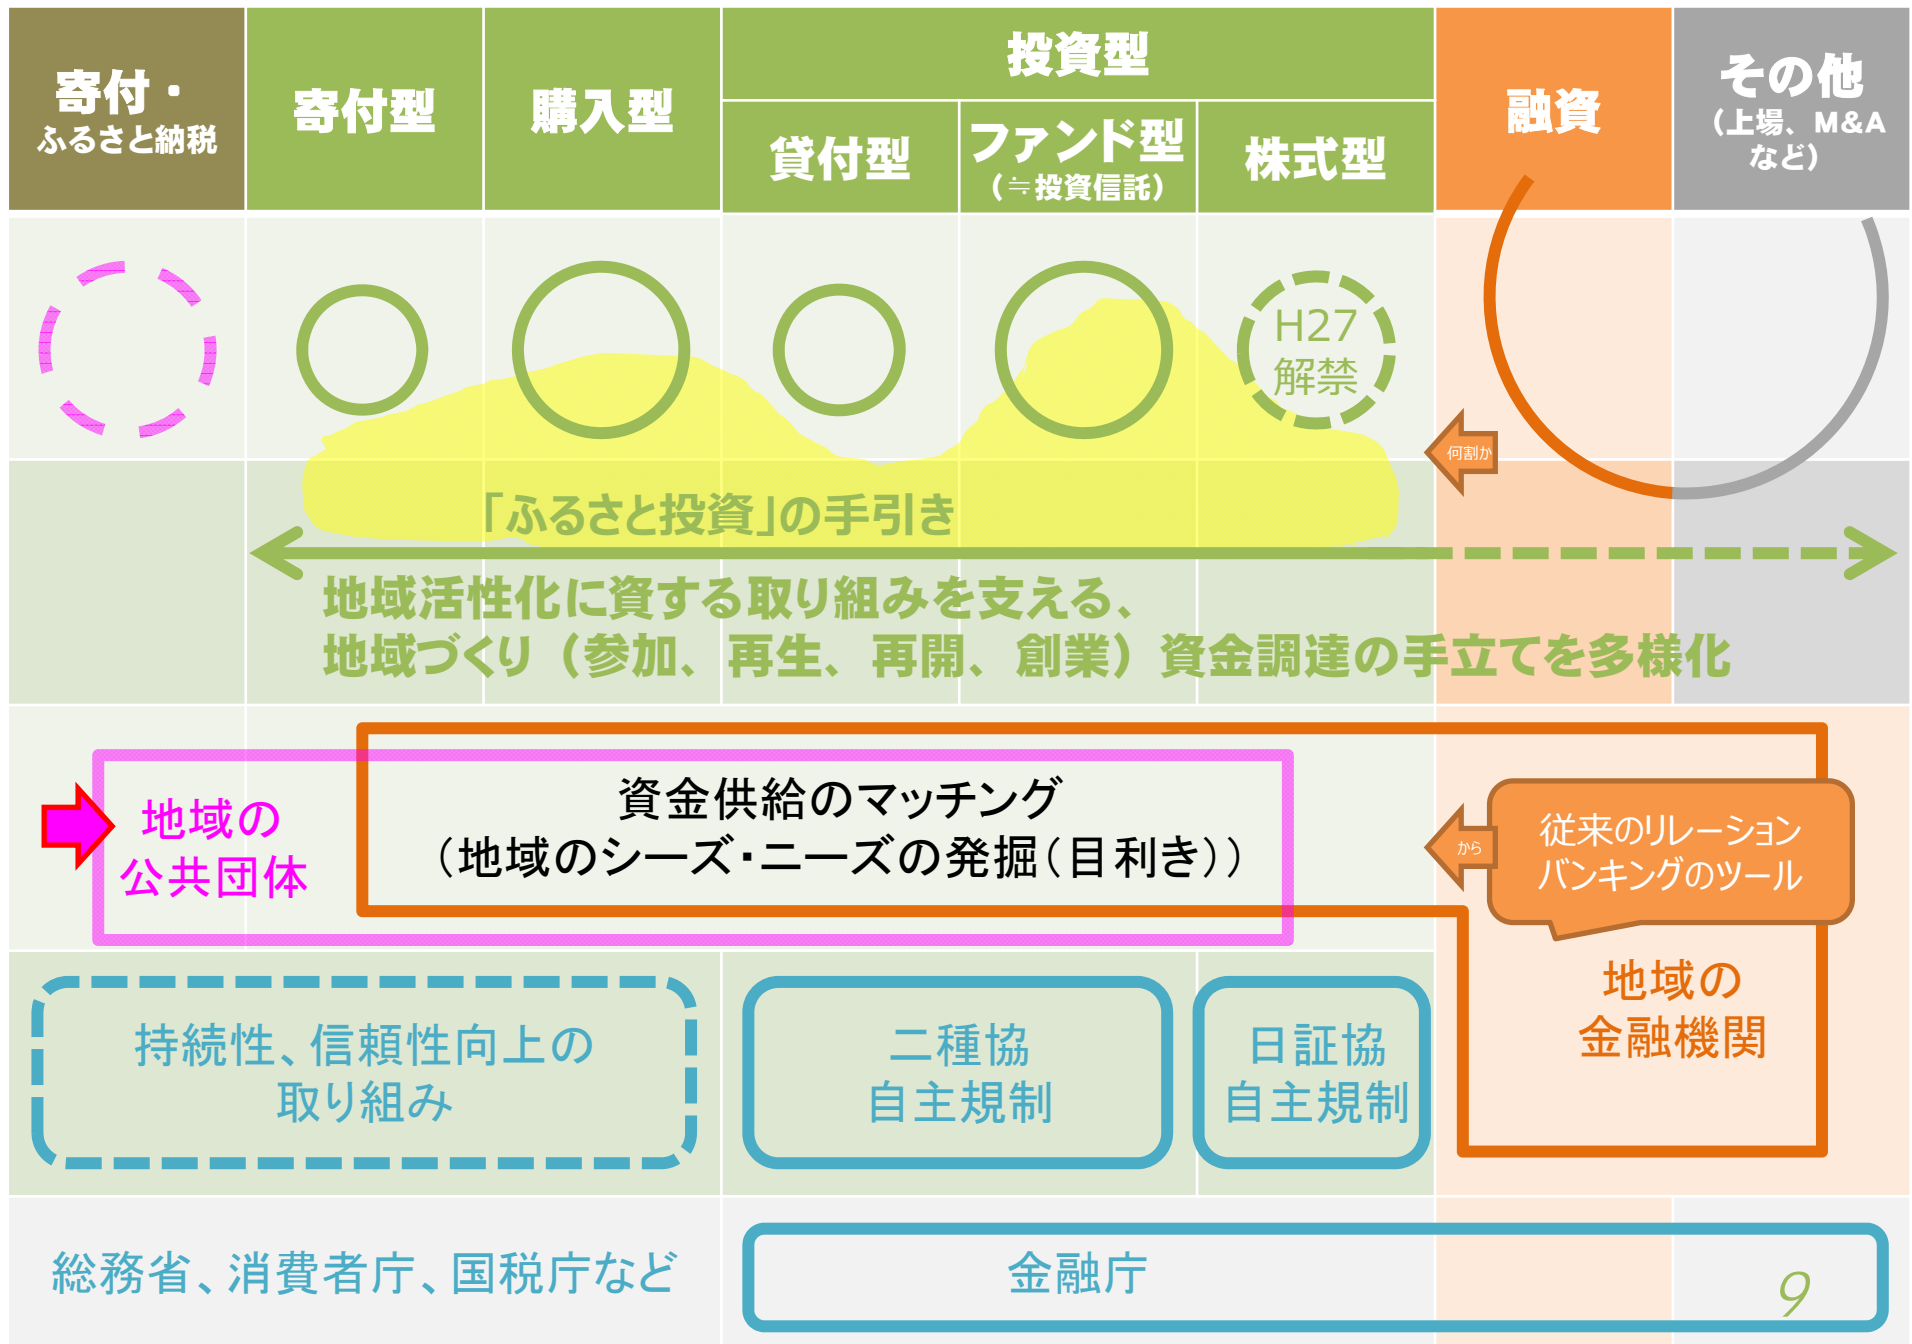 寄付・
ふるさと納税
寄付型
購入型
投資型
貸付型
ファンド型
（≒投資信託）
株式型
融資
その他
（上場、M&A
など）
H27
解禁
何割か
「ふるさと投資」の手引き
地域活性化に資する取り組みを支える、
地域づくり（参加、再生、再開、創業）資金調達の手立てを多様化
地域の
公共団体
資金供給のマッチング
（地域のシーズ・ニーズの発掘（目利き））
から
従来のリレーション
バンキングのツール
地域の
金融機関
持続性、信頼性向上の
取り組み
二種協
自主規制
日証協
自主規制
総務省、消費者庁、国税庁など
金融庁
9